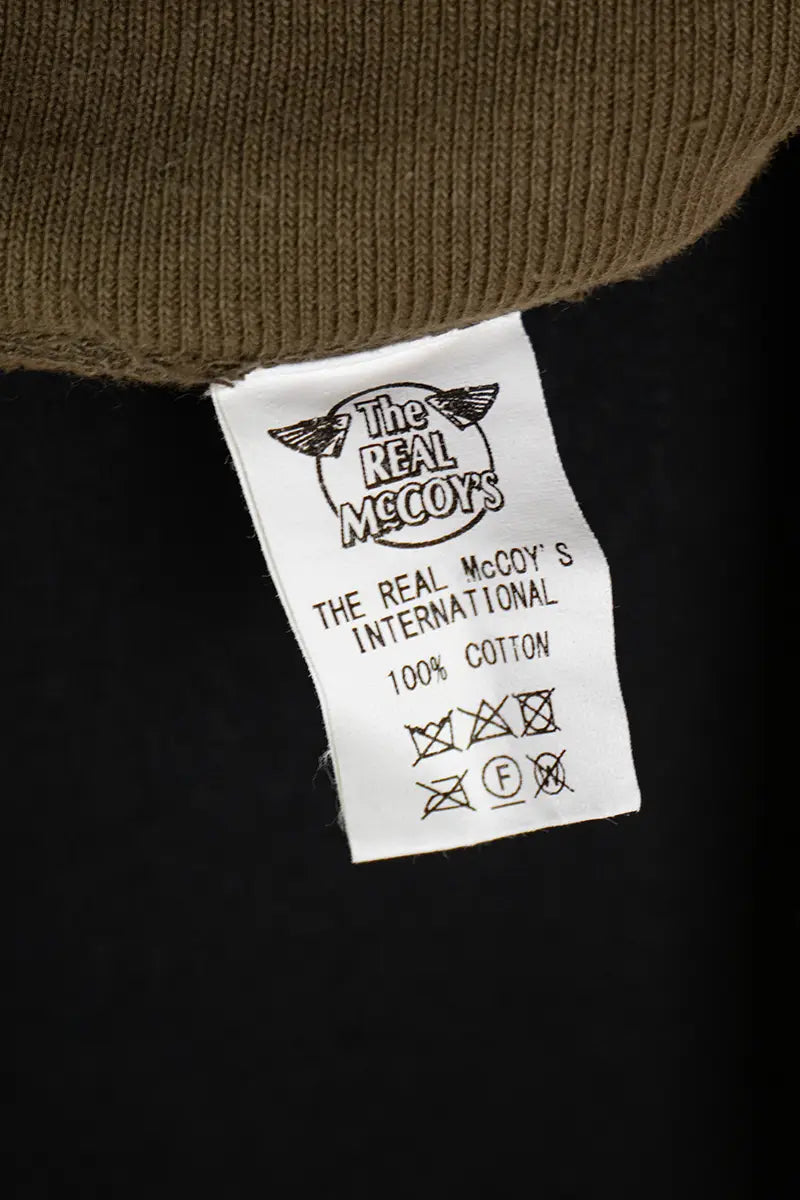 The
REAL
McCOY'S
THE REAL McCOY'S
INTERNATIONAL
100% COTTON
F W